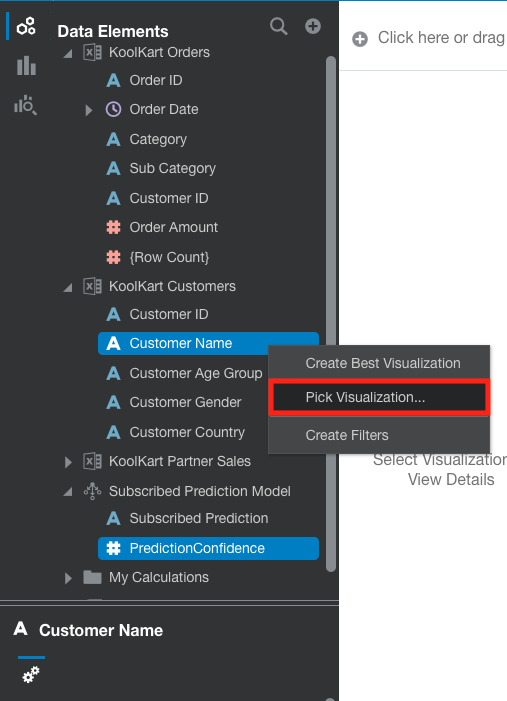 Data Elements
Click here or drag
KoolKart Orders
Order ID
Order Date
Category
Sub Category
Customer ID
Order Amount
{Row Count}
KoolKart Customers
Customer ID
Customer Name
Customer Age Group
Customer Gender
Customer Country
Create Best Visualization
Pick Visualization...
Create Filters
KoolKart Partner Sales
Subscribed Prediction Model
Subscribed Prediction
PredictionConfidence
My Calculations
Select Visualization
View Details
Customer Name